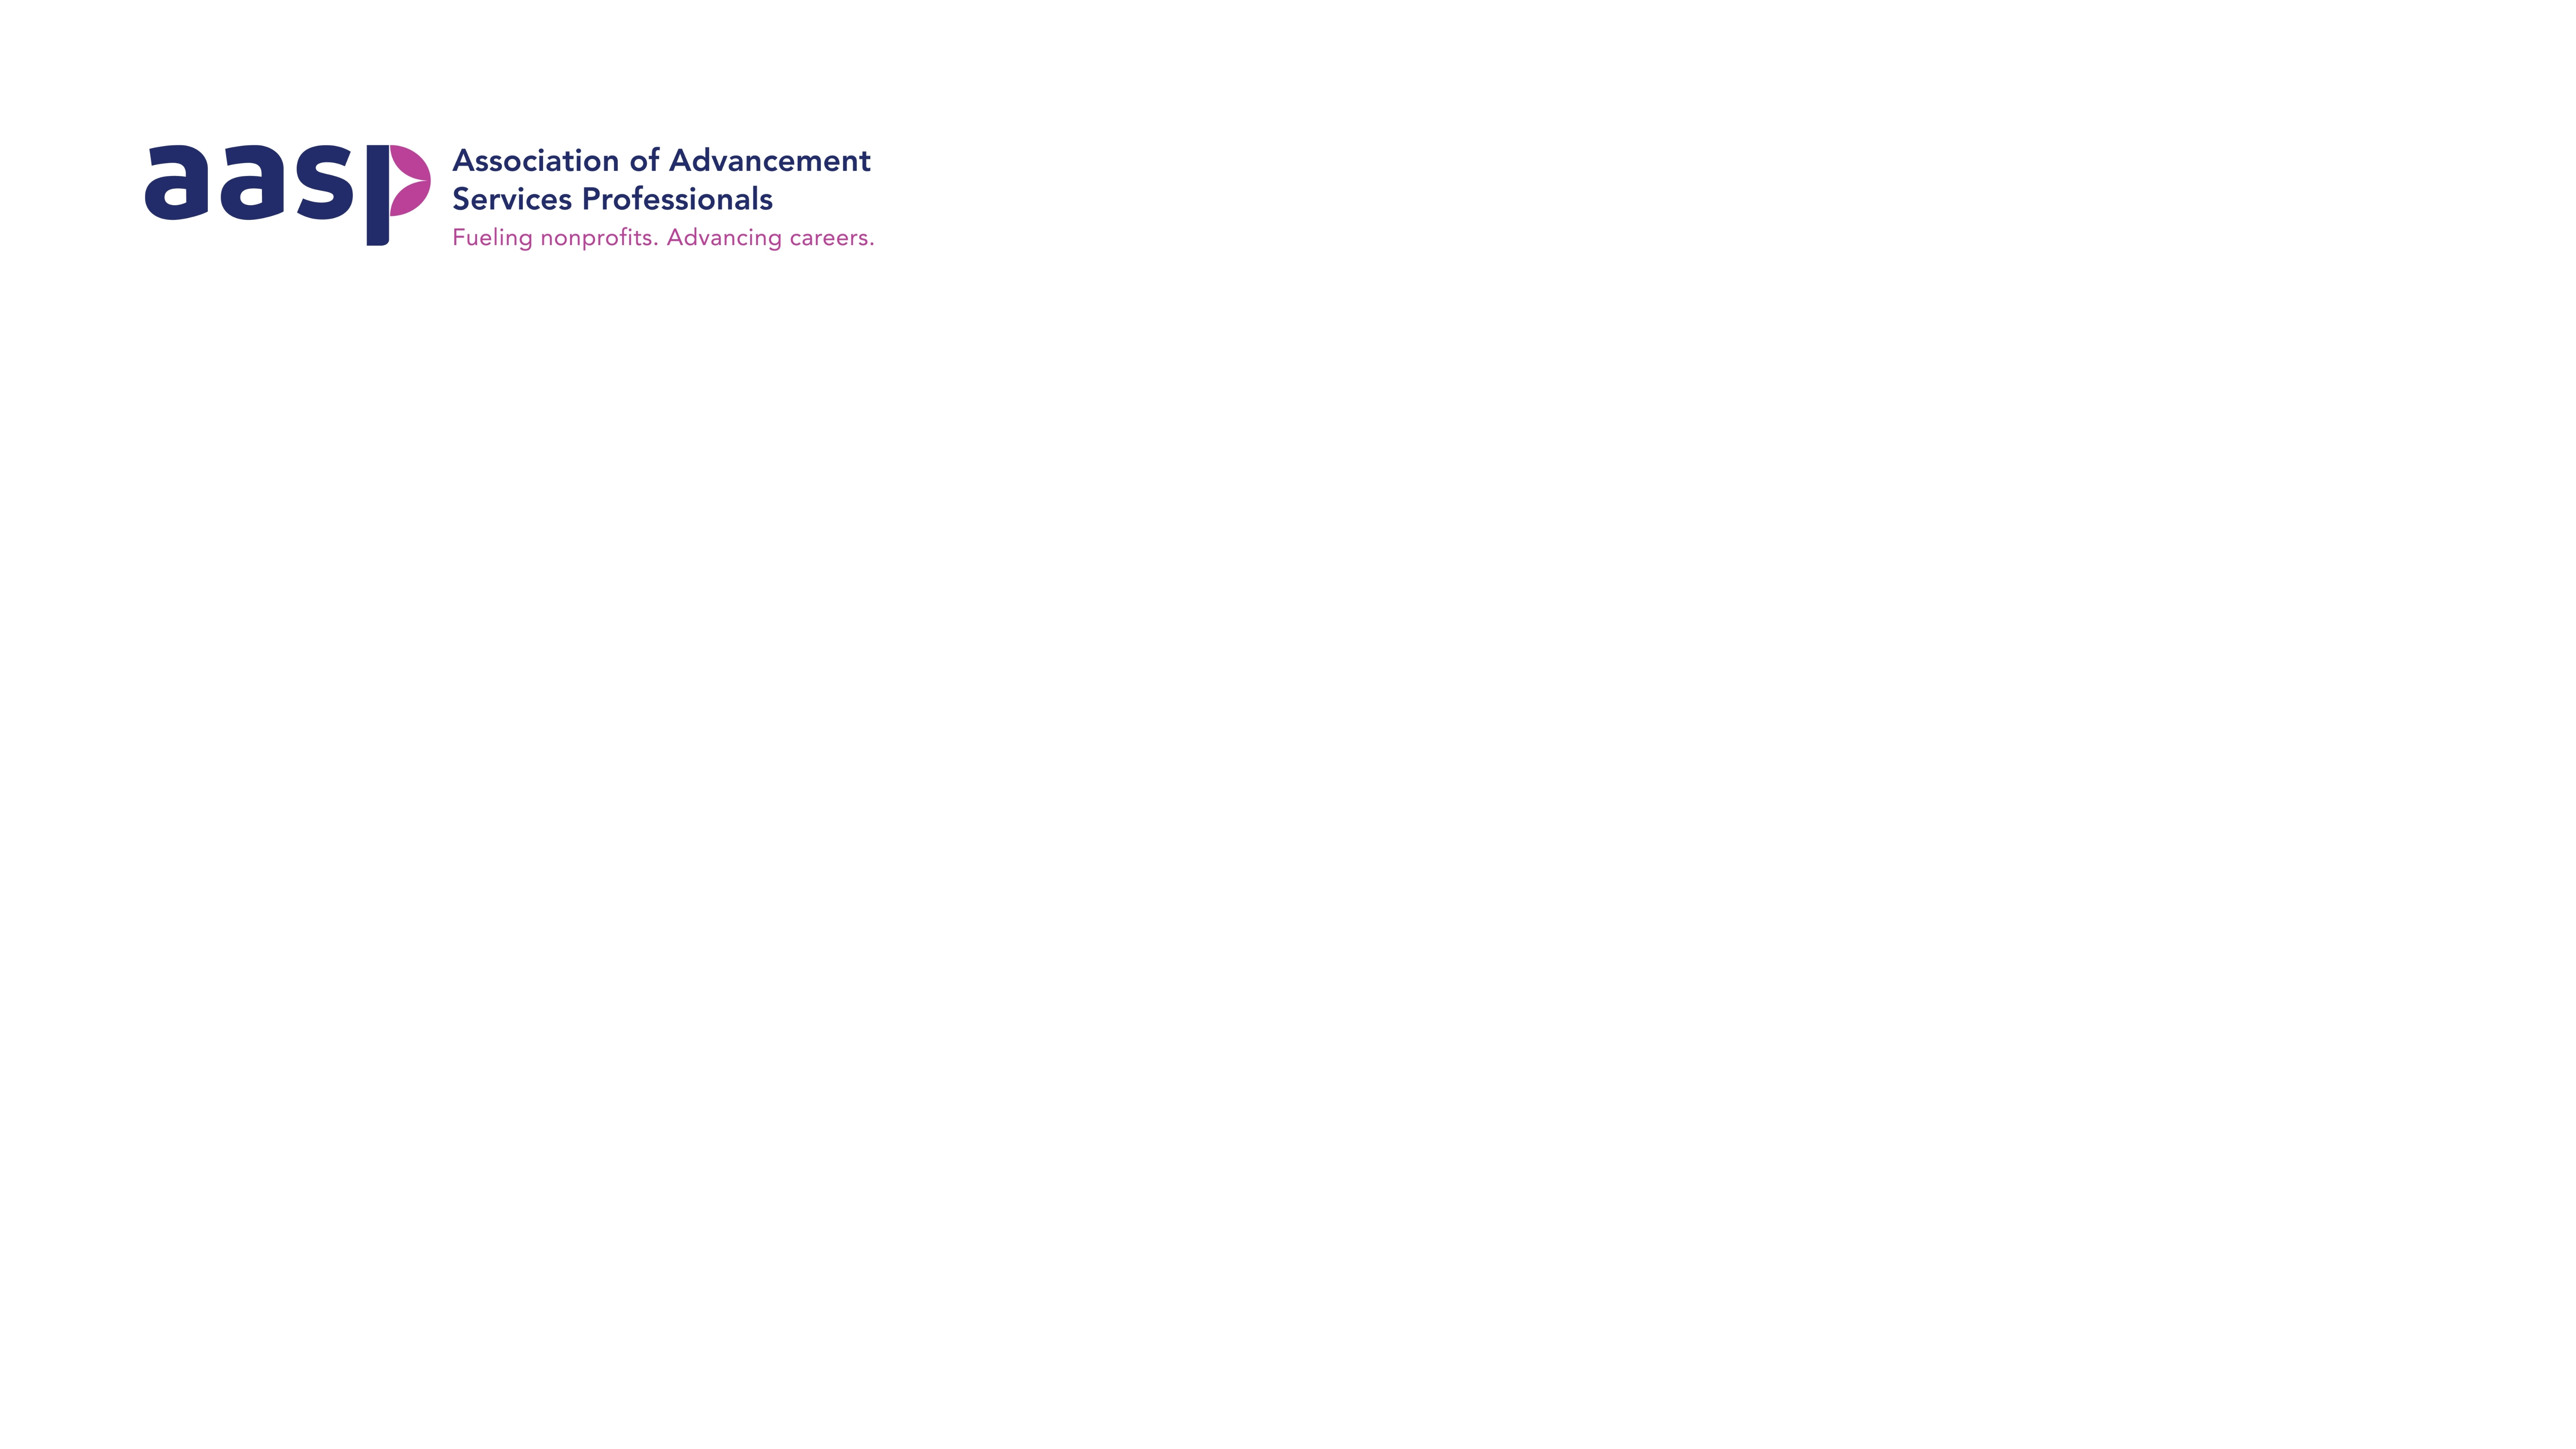 aasp
Association of Advancement
Services Professionals
Fueling nonprofits. Advancing careers.